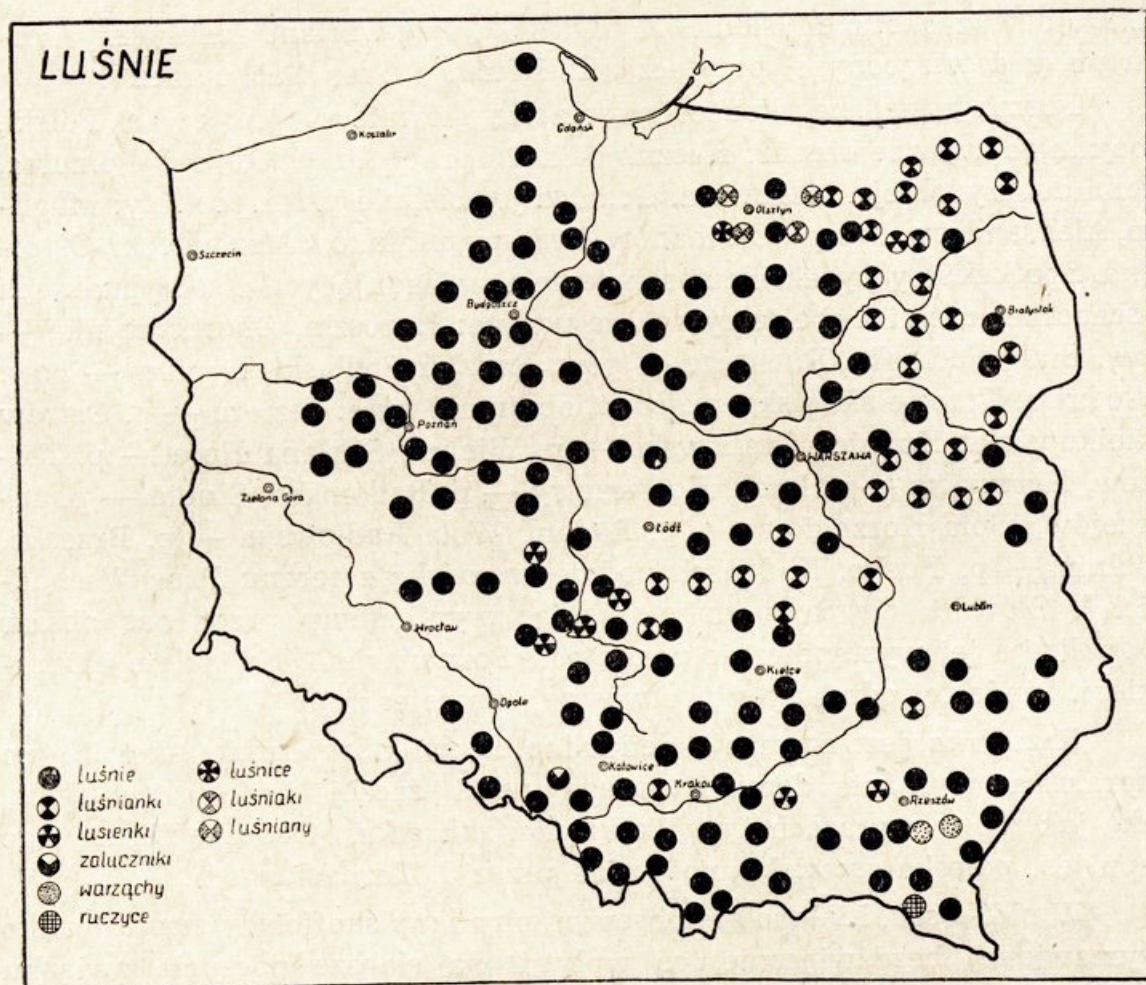 LUŚNIE
Koszalin
Gdańsk
Olsztyn
Szczecin
Bydgoszcz
Białystok
Poznań
WARSZAWA
Zielona Góra
Łódź
Lublin
Wrocław
Kielce
Opole
Katowice
Kraków
Rzeszów
luśnie
łuśnianki
lusienki
zaluczniki
warząchy
ruczyce
luśnice
luśniaki
luśniany